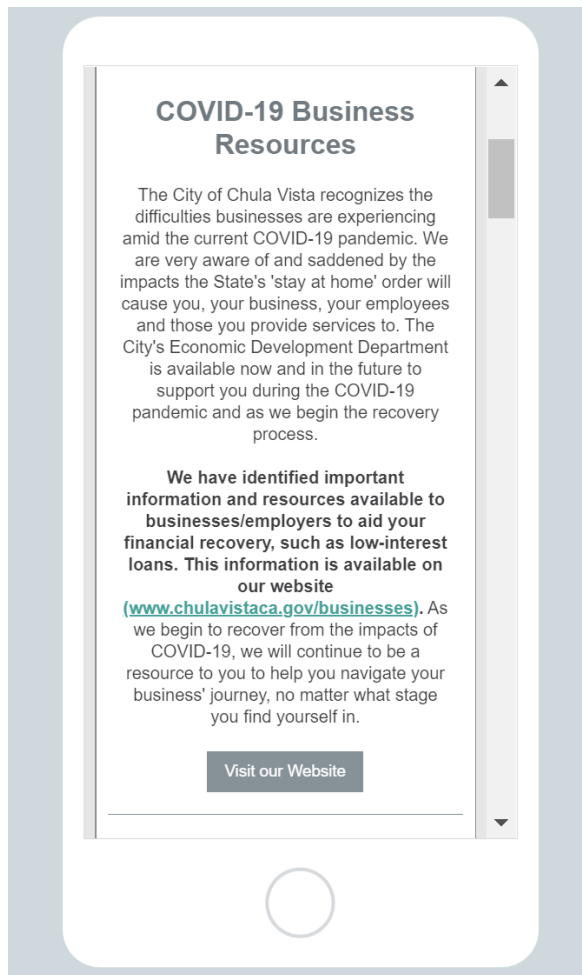 COVID-19 Business
Resources
The City of Chula Vista recognizes the
difficulties businesses are experiencing
amid the current COVID-19 pandemic. We
are very aware of and saddened by the
impacts the State's 'stay at home' order will
cause you, your business, your employees
and those you provide services to. The
City's Economic Development Department
is available now and in the future to
support you during the COVID-19
pandemic and as we begin the recovery
process.
We have identified important
information and resources available to
businesses/employers to aid your
financial recovery, such as low-interest
loans. This information is available on
our website
(www.chulavistaca.gov/businesses). As
we begin to recover from the impacts of
COVID-19, we will continue to be a
resource to you to help you navigate your
business' journey, no matter what stage
you find yourself in.
Visit our Website